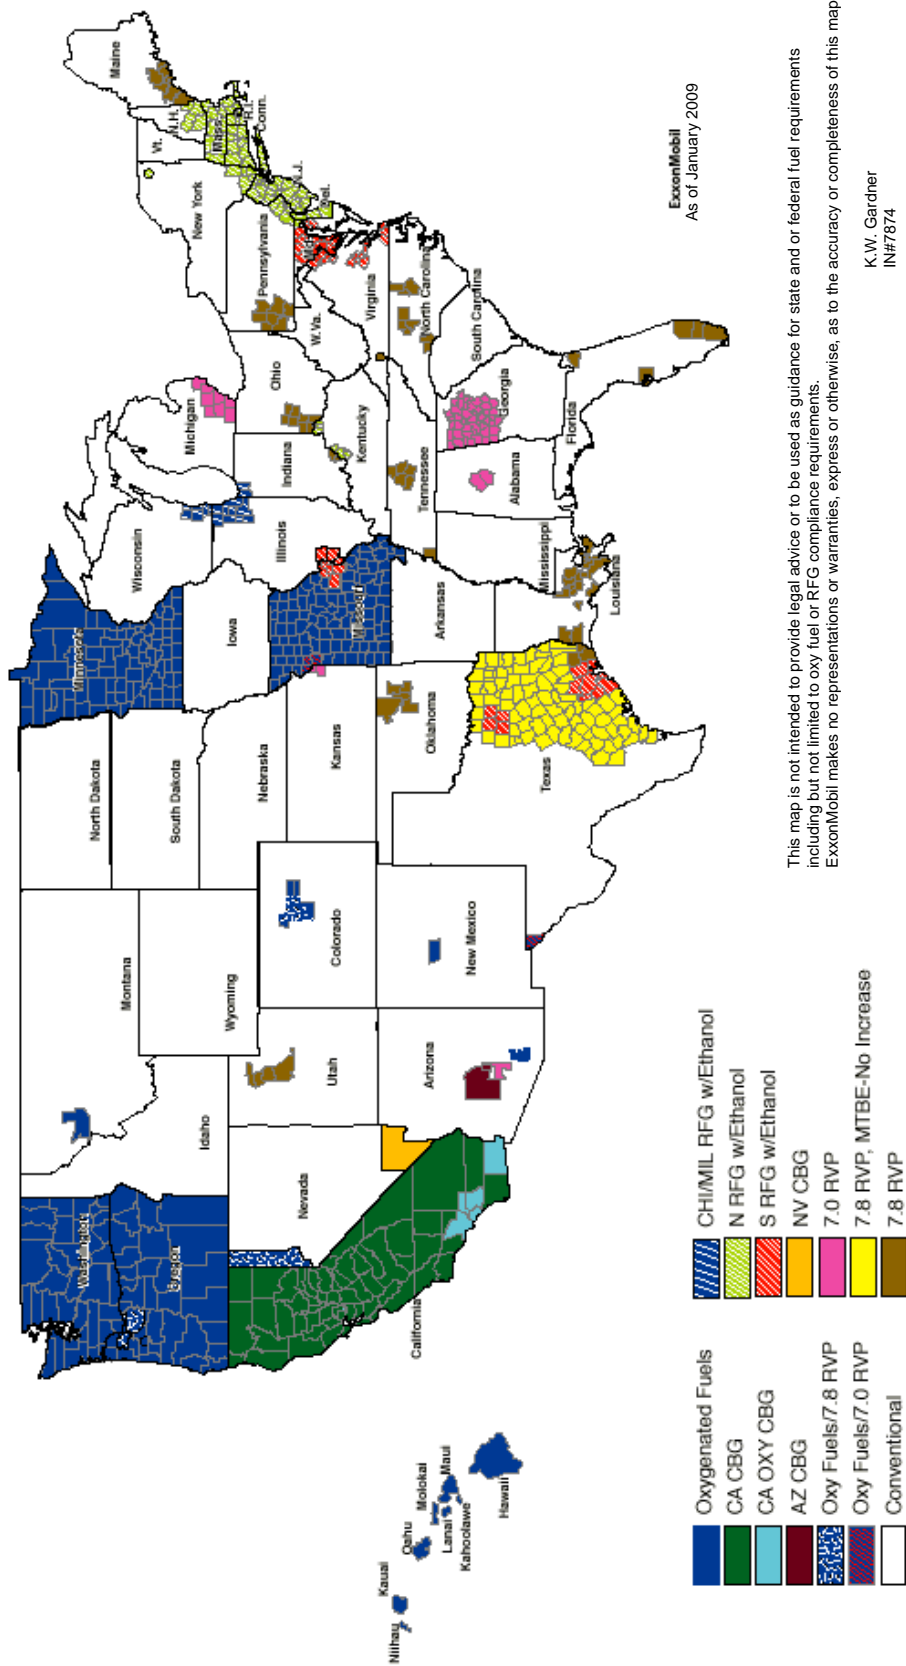 Maine
Vt.
N.H.
Mass.
R.I.
Conn.
New York
N.J.
Del.
Pennsylvania
Md.
W.Va.
Virginia
North Carolina
South Carolina
Ohio
Michigan
Indiana
Kentucky
Tennessee
Georgia
Florida
Alabama
Wisconsin
Illinois
Mississippi
Minnesota
Iowa
Missouri
Arkansas
Louisiana
North Dakota
South Dakota
Nebraska
Kansas
Oklahoma
Texas
Montana
Wyoming
Colorado
New Mexico
Idaho
Utah
Arizona
Washington
Oregon
Nevada
California
Niihau
Kauai
Oahu
Molokai
Lanai
Maui
Kahoolawe
Hawaii
ExxonMobil
As of January 2009
Oxygenated Fuels
CA CBG
CA OXY CBG
AZ CBG
Oxy Fuels/7.8 RVP
Oxy Fuels/7.0 RVP
Conventional
CHI/MIL RFG w/Ethanol
N RFG w/Ethanol
S RFG w/Ethanol
NV CBG
7.0 RVP
7.8 RVP, MTBE-No Increase
7.8 RVP
This map is not intended to provide legal advice or to be used as guidance for state and or federal fuel requirements
including but not limited to oxy fuel or RFG compliance requirements.
ExxonMobil makes no representations or warranties, express or otherwise, as to the accuracy or completeness of this map
K.W. Gardner
IN#7874